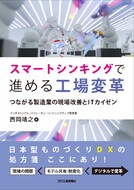 スマートシンキングで
進める工場変革
つながる製造業の現場改善とITカイゼン
西岡靖之
日本型ものづくりDXの
処方箋 ここにあり!
現場の問題
モデル共有・形式化
デジタルで変革